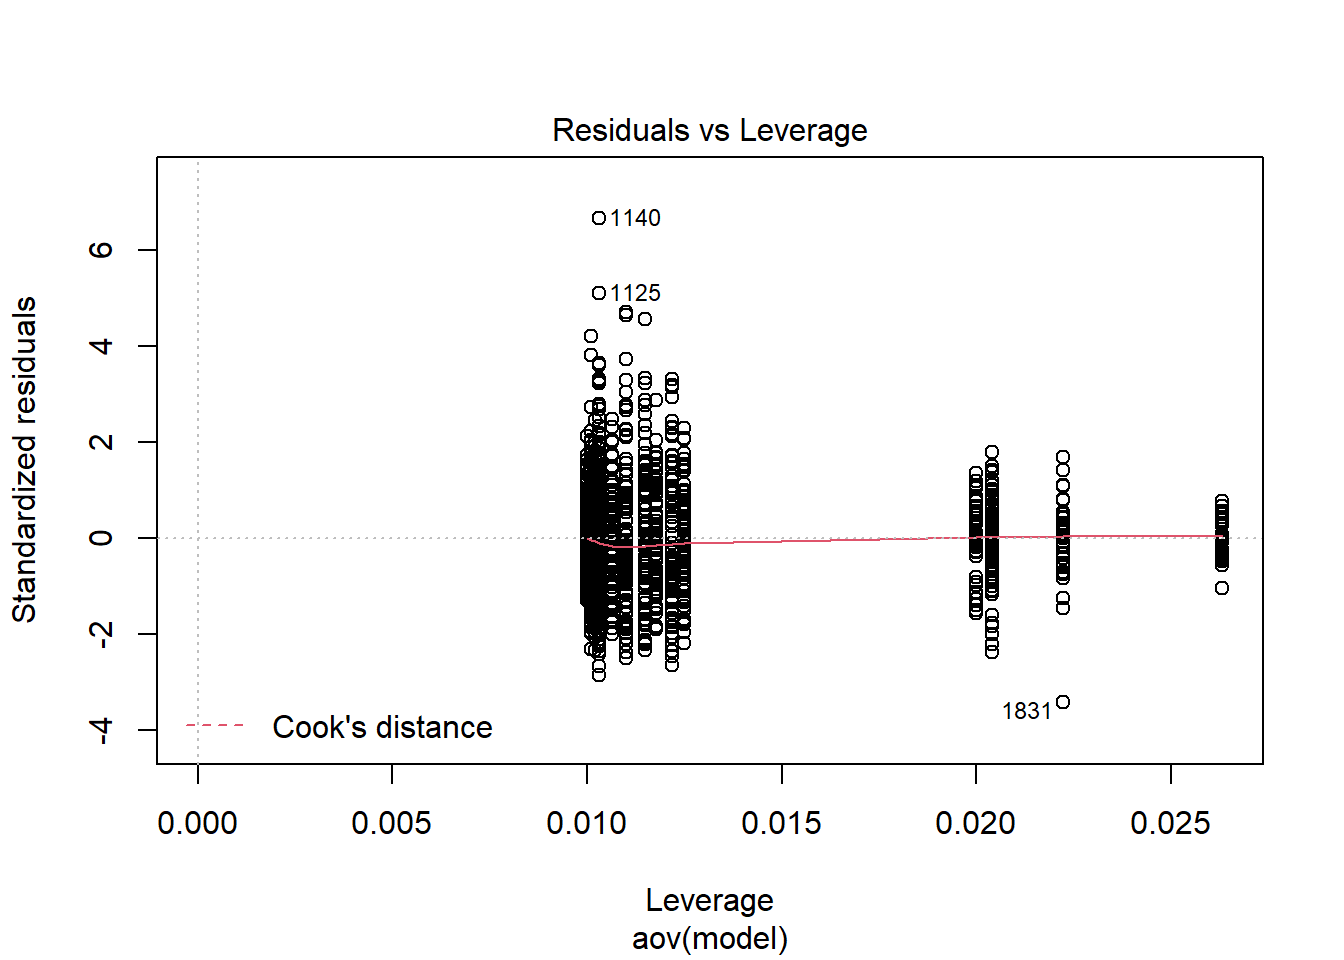 Residuals vs Leverage
Standardized residuals
6
4
2
0
-2
-4
1140
1125
1831
Cook's distance
0.000 0.005 0.010 0.015 0.020 0.025
Leverage
aov(model)